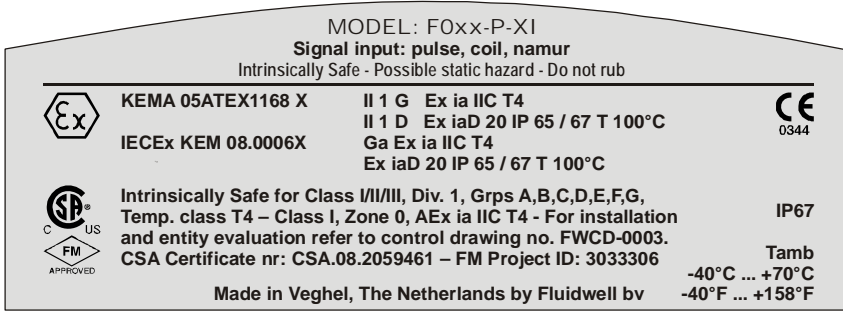 MODEL: F0xx-P-XI
Signal input: pulse, coil, namur
Intrinsically Safe - Possible static hazard - Do not rub
Ex
KEMA 05ATEX1168 X II 1 G Ex ia IIC T4
II 1 D Ex iaD 20 IP 65 / 67 T 100°C
CE
0344
IECEx KEM 08.0006X Ga Ex ia IIC T4
Ex iaD 20 IP 65 / 67 T 100°C
SA®
C US
FM
APPROVED
Intrinsically Safe for Class I/II/III, Div. 1, Grps A,B,C,D,E,F,G,
Temp. class T4 – Class I, Zone 0, AEx ia IIC T4 - For installation
and entity evaluation refer to control drawing no. FWCD-0003.
CSA Certificate nr: CSA.08.2059461 – FM Project ID: 3033306
IP67
Tamb
-40°C ... +70°C
Made in Veghel, The Netherlands by Fluidwell bv -40°F ... +158°F